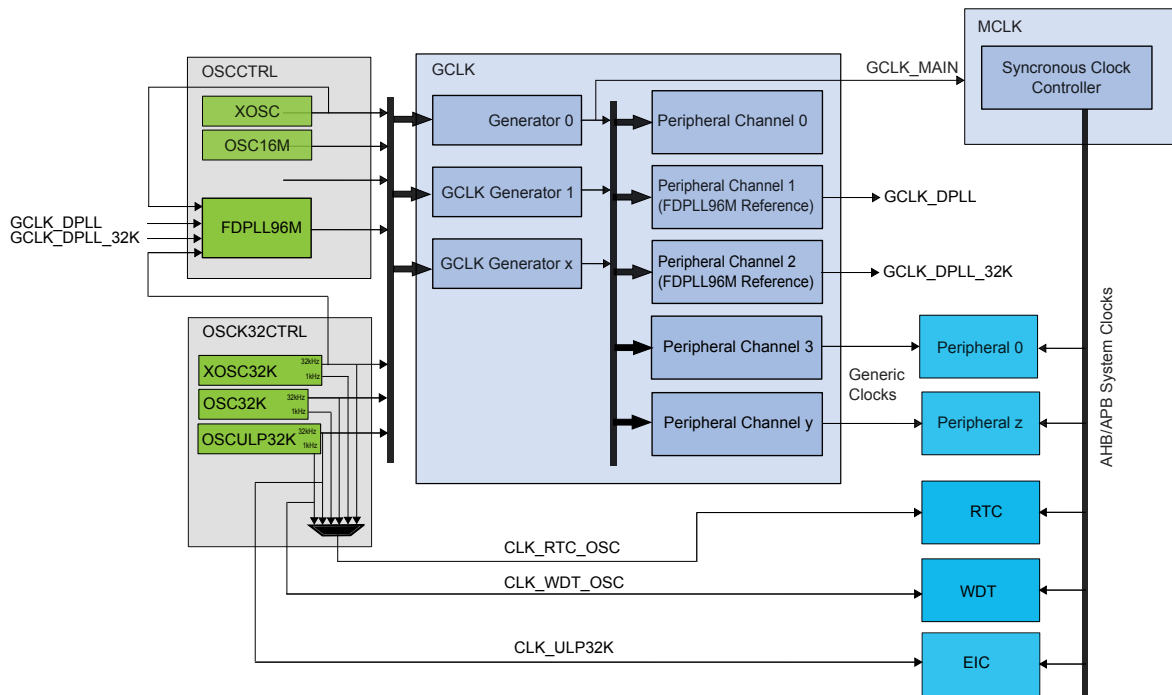 MCLK
Syncronous Clock
Controller
GCLK_MAIN
OSCCTRL
XOSC
OSC16M
FDPLL96M
GCLK_DPLL
GCLK_DPLL_32K
GCLK
Generator 0
GCLK Generator 1
GCLK Generator x
Peripheral Channel 0
Peripheral Channel 1
(FDPLL96M Reference)
Peripheral Channel 2
(FDPLL96M Reference)
Peripheral Channel 3
Peripheral Channel y
GCLK_DPLL
GCLK_DPLL_32K
Generic
Clocks
OSCK32CTRL
XOSC32K
32kHz
1kHz
OSC32K
32kHz
1kHz
OSCULP32K
32kHz
1kHz
Peripheral 0
Peripheral z
RTC
WDT
EIC
AHB/APB System Clocks
CLK_RTC_OSC
CLK_WDT_OSC
CLK_ULP32K